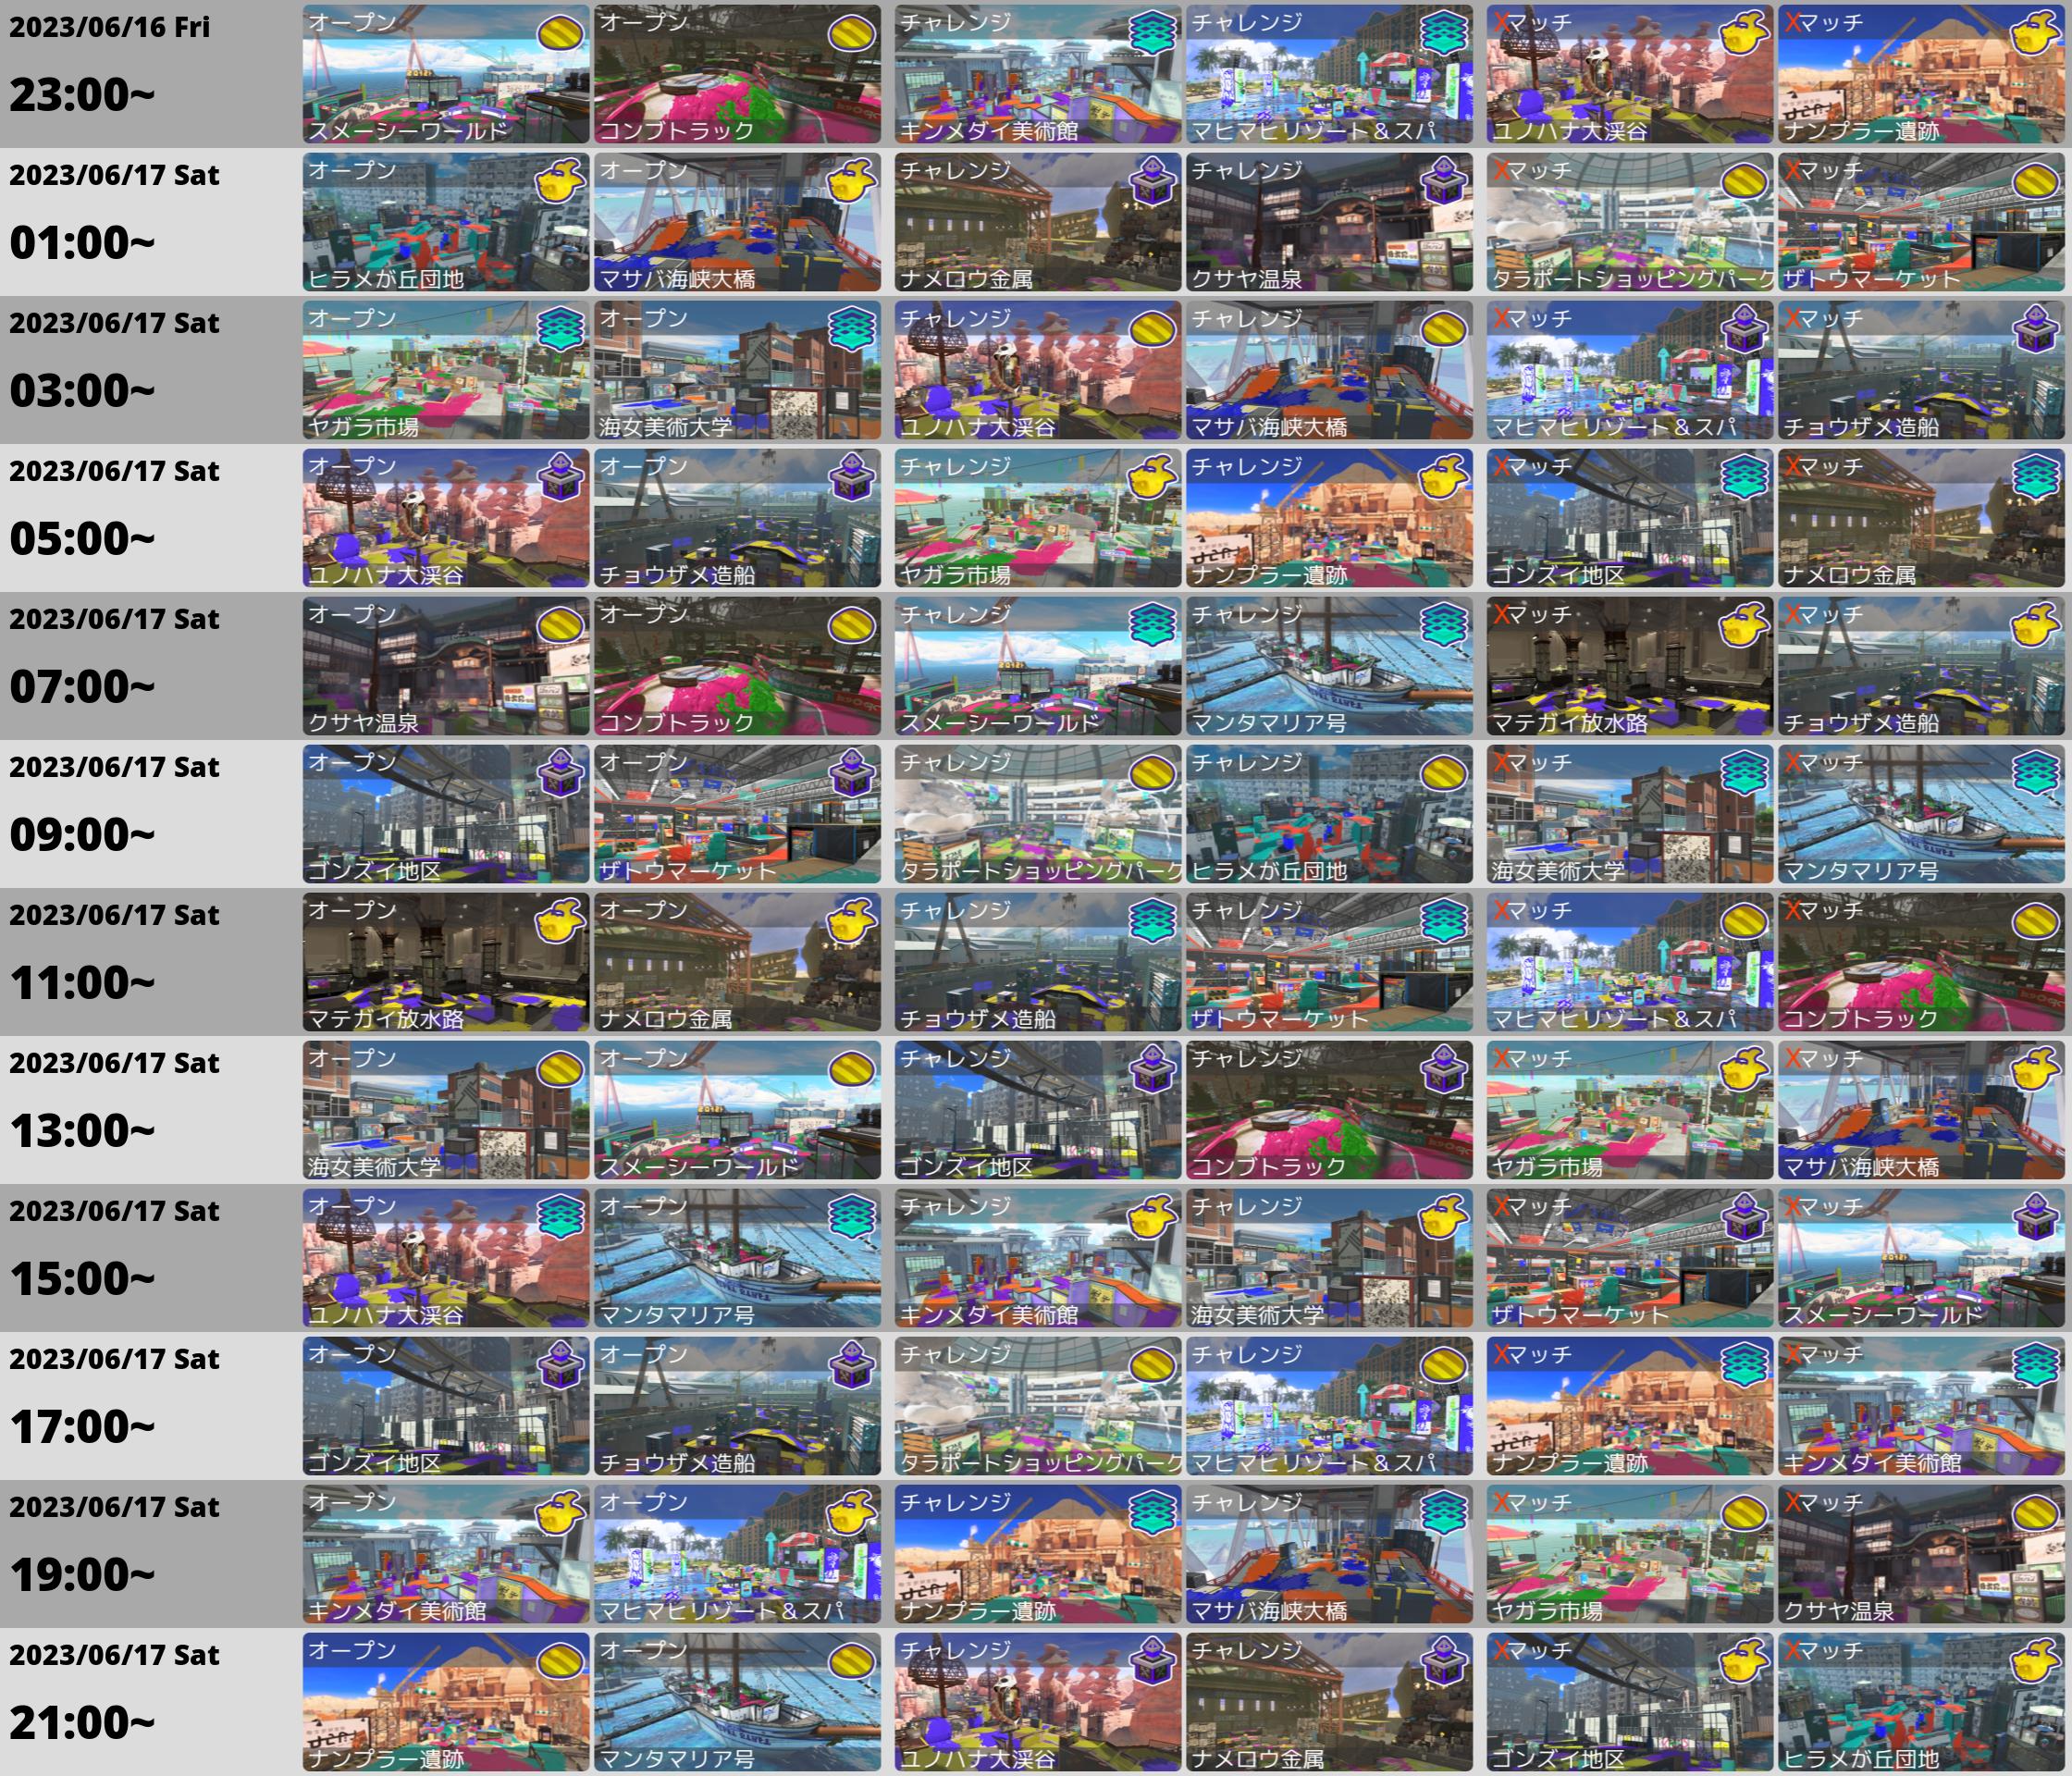 2023/06/16 Fri
23:00~
オープン
スメーシーワールド
オープン
コンブトラック
チャレンジ
キンメダイ美術館
チャレンジ
マヒマヒリゾート＆スパ
Xマッチ
ユノハナ大渓谷
Xマッチ
ナンプラー遺跡
2023/06/17 Sat
01:00~
オープン
ヒラメが丘団地
オープン
マサバ海峡大橋
チャレンジ
ナメロウ金属
チャレンジ
クサヤ温泉
Xマッチ
タラポートショッピングパーク
Xマッチ
ザトウマーケット
2023/06/17 Sat
03:00~
オープン
ヤガラ市場
オープン
海女美術大学
チャレンジ
ユノハナ大渓谷
チャレンジ
マサバ海峡大橋
Xマッチ
マヒマヒリゾート＆スパ
Xマッチ
チョウザメ造船
2023/06/17 Sat
05:00~
オープン
ユノハナ大渓谷
オープン
チョウザメ造船
チャレンジ
ヤガラ市場
チャレンジ
ナンプラー遺跡
Xマッチ
ゴンズイ地区
Xマッチ
ナメロウ金属
2023/06/17 Sat
07:00~
オープン
クサヤ温泉
オープン
コンブトラック
チャレンジ
スメーシーワールド
チャレンジ
マンタマリア号
Xマッチ
マテガイ放水路
Xマッチ
チョウザメ造船
2023/06/17 Sat
09:00~
オープン
ゴンズイ地区
オープン
ザトウマーケット
チャレンジ
タラポートショッピングパーク
チャレンジ
ヒラメが丘団地
Xマッチ
海女美術大学
Xマッチ
マンタマリア号
2023/06/17 Sat
11:00~
オープン
マテガイ放水路
オープン
ナメロウ金属
チャレンジ
チョウザメ造船
チャレンジ
ザトウマーケット
Xマッチ
マヒマヒリゾート＆スパ
Xマッチ
コンブトラック
2023/06/17 Sat
13:00~
オープン
海女美術大学
オープン
スメーシーワールド
チャレンジ
ゴンズイ地区
チャレンジ
コンブトラック
Xマッチ
ヤガラ市場
Xマッチ
マサバ海峡大橋
2023/06/17 Sat
15:00~
オープン
ユノハナ大渓谷
オープン
マンタマリア号
チャレンジ
キンメダイ美術館
チャレンジ
海女美術大学
Xマッチ
ザトウマーケット
Xマッチ
スメーシーワールド
2023/06/17 Sat
17:00~
オープン
ゴンズイ地区
オープン
チョウザメ造船
チャレンジ
タラポートショッピングパーク
チャレンジ
マヒマヒリゾート＆スパ
Xマッチ
ナンプラー遺跡
Xマッチ
キンメダイ美術館
2023/06/17 Sat
19:00~
オープン
キンメダイ美術館
オープン
マヒマヒリゾート＆スパ
チャレンジ
ナンプラー遺跡
チャレンジ
マサバ海峡大橋
Xマッチ
ヤガラ市場
Xマッチ
クサヤ温泉
2023/06/17 Sat
21:00~
オープン
ナンプラー遺跡
オープン
マンタマリア号
チャレンジ
ユノハナ大渓谷
チャレンジ
ナメロウ金属
Xマッチ
ゴンズイ地区
Xマッチ
ヒラメが丘団地